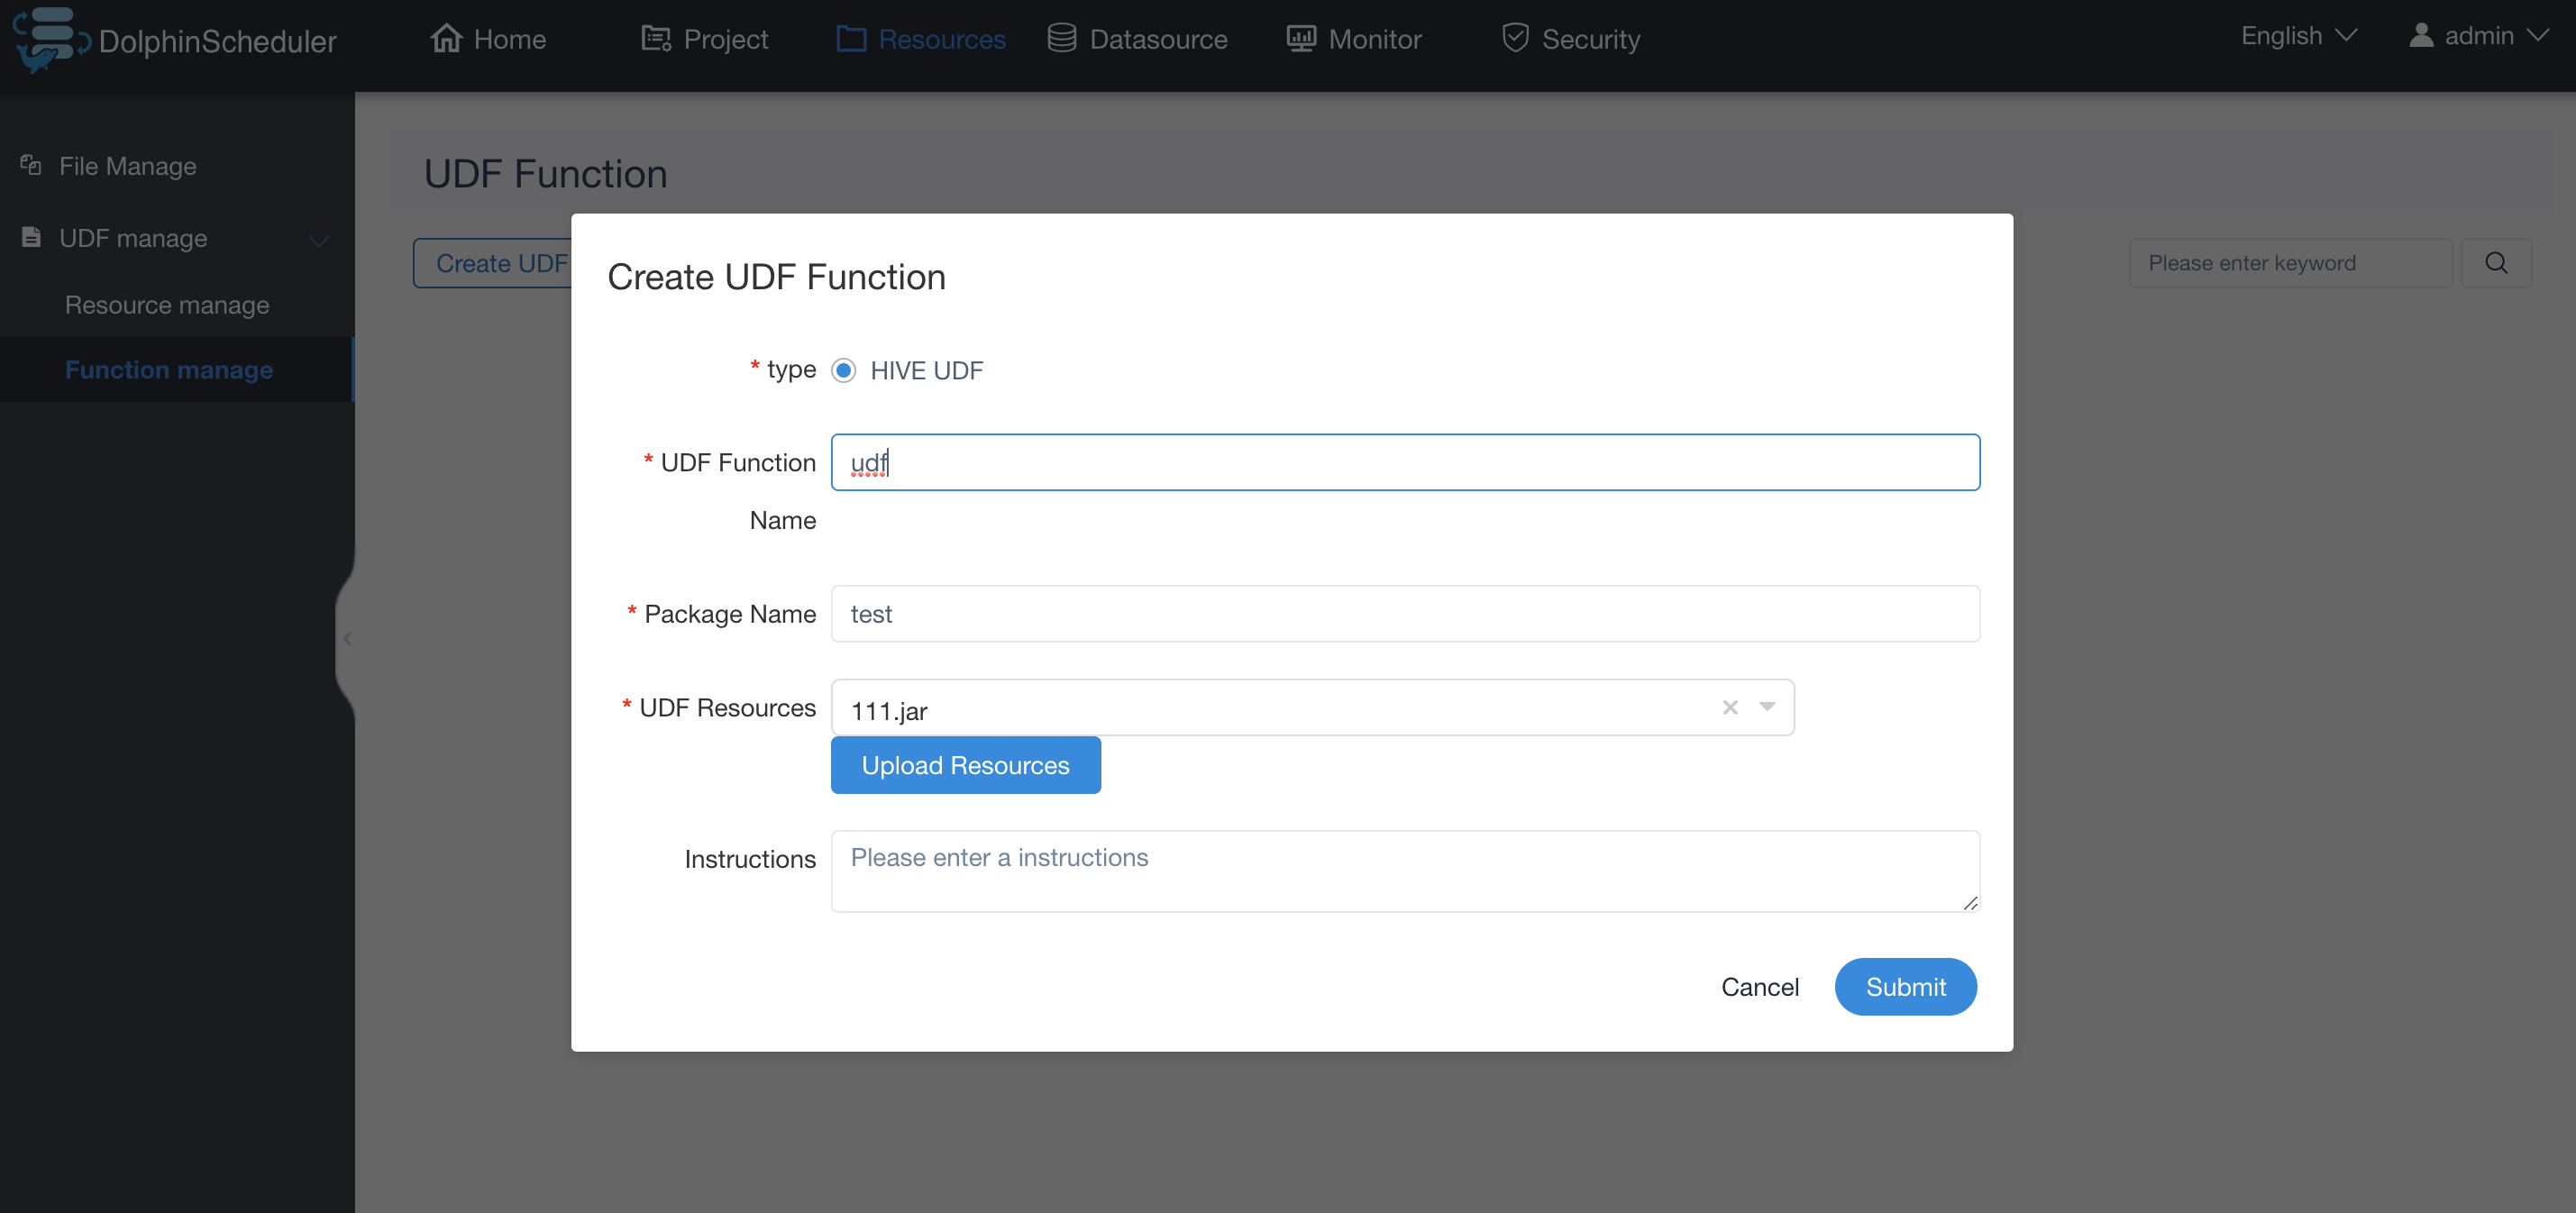 DolphinScheduler
Home
Project
Resources
Datasource
Monitor
Security
English
admin
File Manage
UDF manage
Resource manage
Function manage
UDF Function
Create UDF
Please enter keyword
Create UDF Function
* type
HIVE UDF
* UDF Function
Name
udf
* Package Name
test
* UDF Resources
111.jar
Upload Resources
Instructions
Please enter a instructions
Cancel
Submit